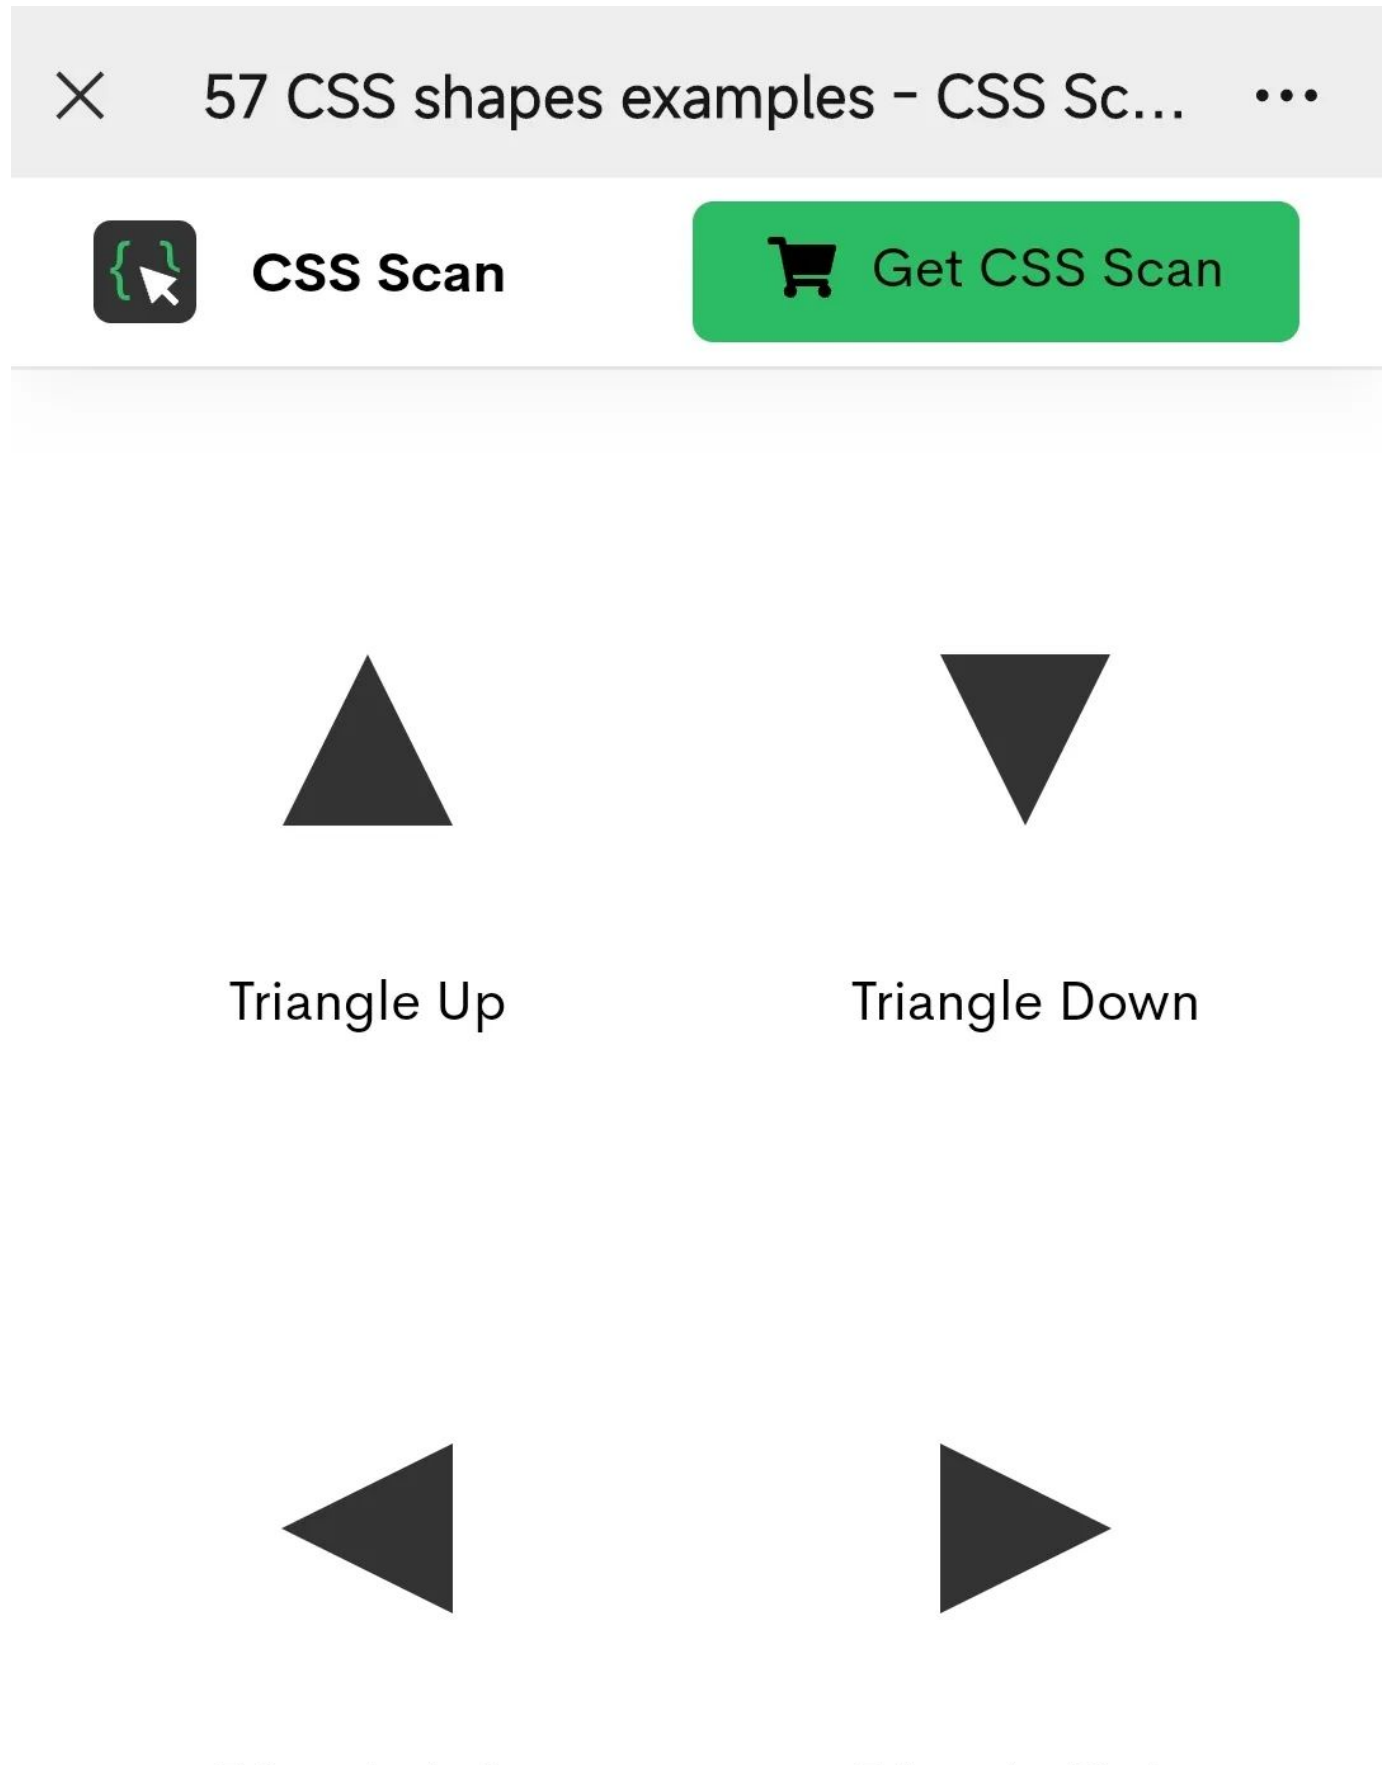 57 CSS shapes examples - CSS Sc...
CSS Scan
Get CSS Scan
Triangle Up
Triangle Down